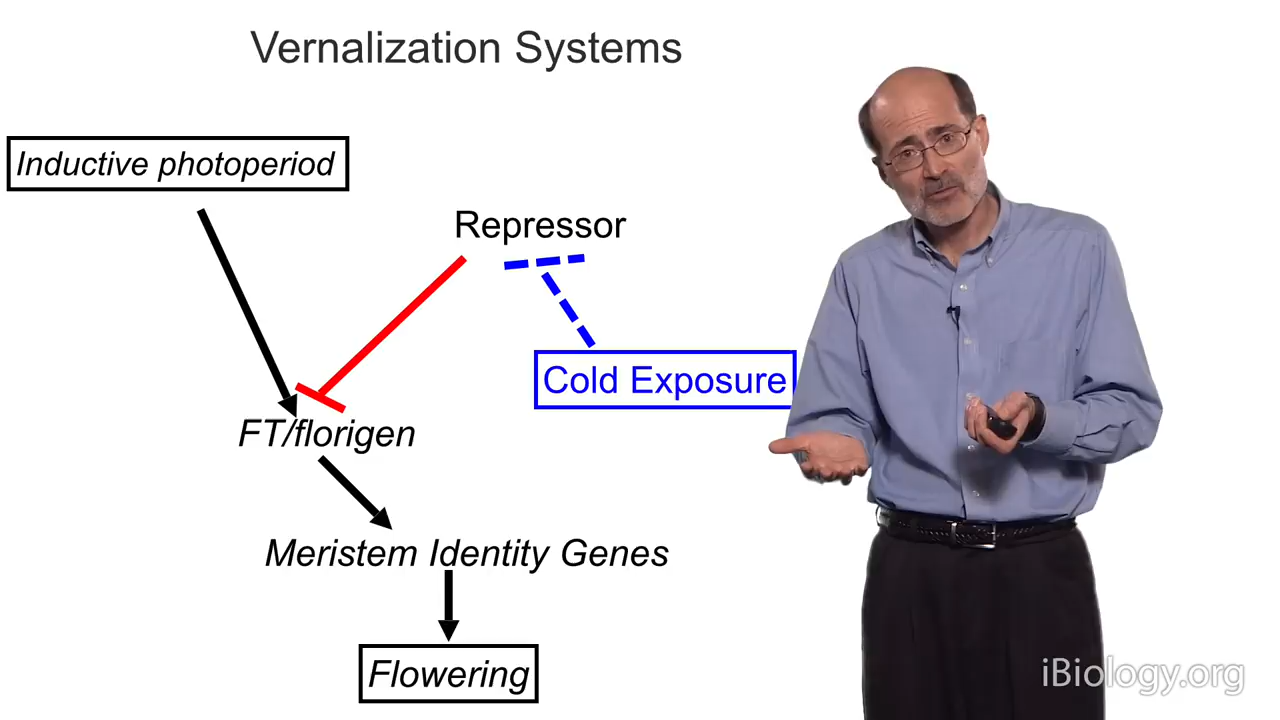 Vernalization Systems
Inductive photoperiod
Repressor
Cold Exposure
FT/florigen
Meristem Identity Genes
Flowering
iBiology.org